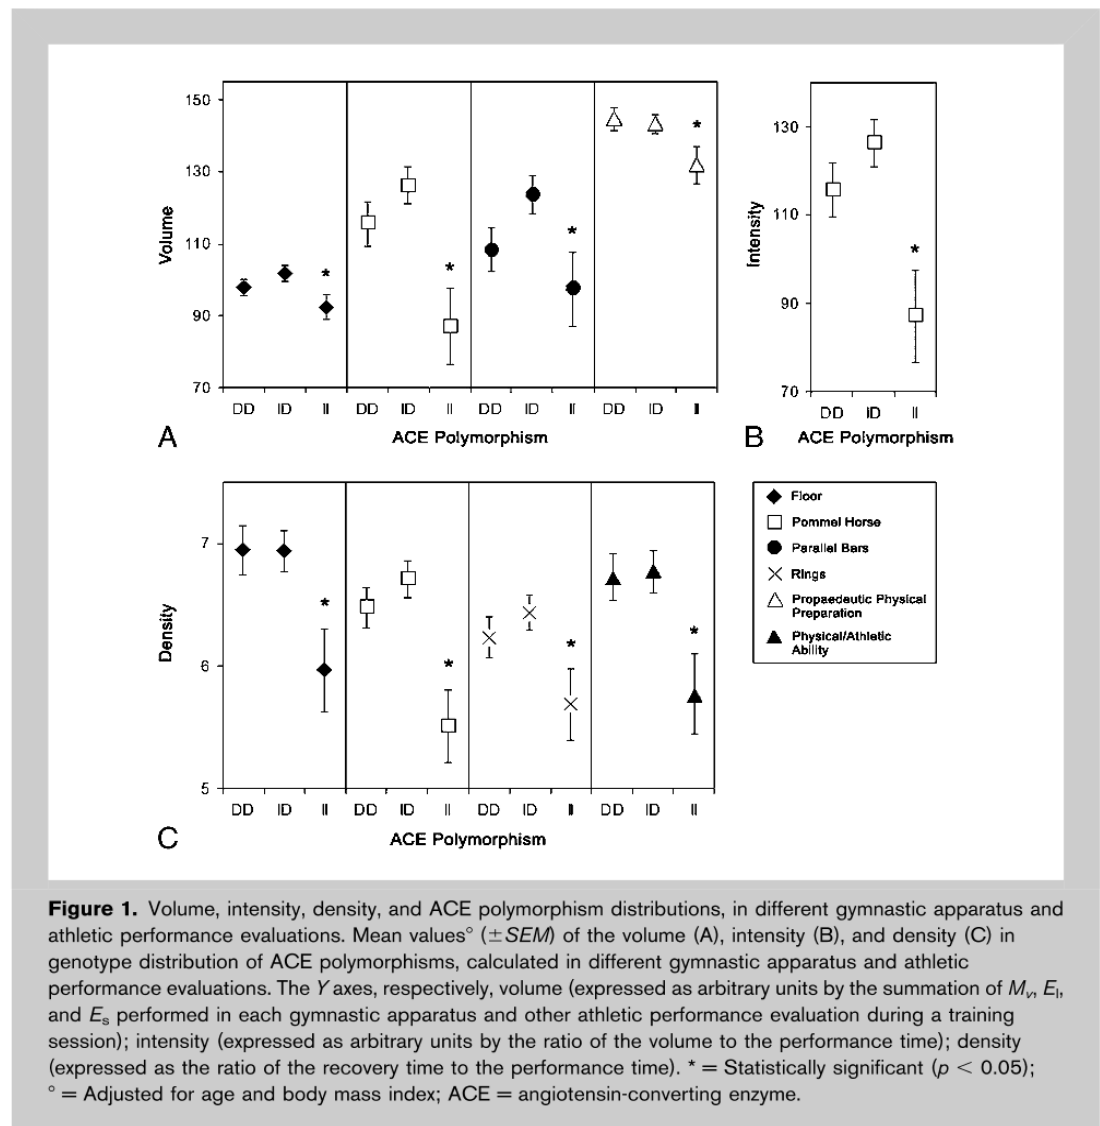 150
130
110
90
70
Volume
*
*
*
*
DD ID II DD ID II DD ID II DD ID II
A
ACE Polymorphism
130
110
90
70
Intensity
*
DD ID II
B
ACE Polymorphism
7
6
5
Density
*
*
*
*
DD ID II DD ID II DD ID II DD ID II
C
ACE Polymorphism
Floor
Pommel Horse
Parallel Bars
Rings
Propaedeutic Physical
Preparation
Physical/Athletic
Ability
Figure 1. Volume, intensity, density, and ACE polymorphism distributions, in different gymnastic apparatus and
athletic performance evaluations. Mean values° (±SEM) of the volume (A), intensity (B), and density (C) in
genotype distribution of ACE polymorphisms, calculated in different gymnastic apparatus and athletic
performance evaluations. The Y axes, respectively, volume (expressed as arbitrary units by the summation of Mv, El,
and Es performed in each gymnastic apparatus and other athletic performance evaluation during a training
session); intensity (expressed as arbitrary units by the ratio of the volume to the performance time); density
(expressed as the ratio of the recovery time to the performance time). * = Statistically significant (p < 0.05);
° = Adjusted for age and body mass index; ACE = angiotensin-converting enzyme.